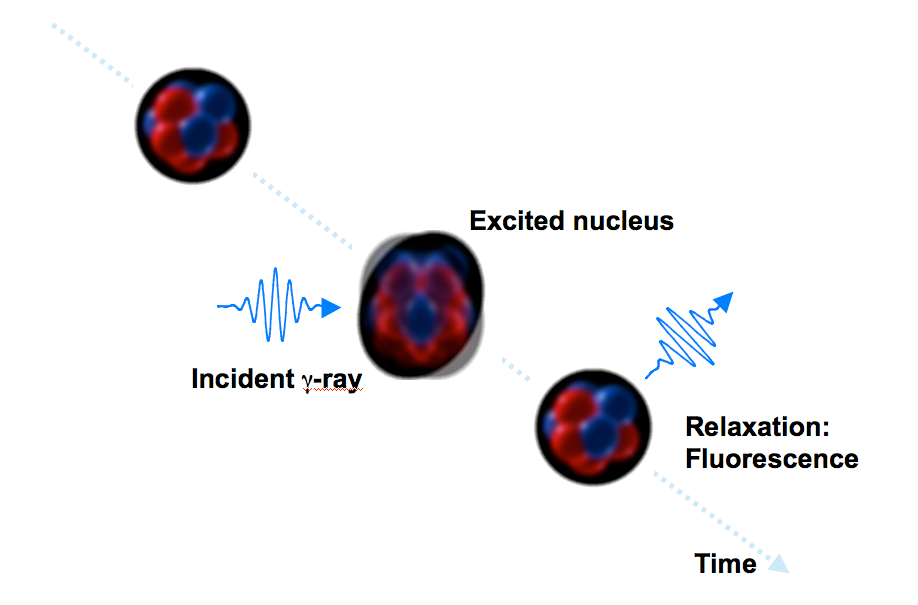 Excited nucleus
Incident γ-ray
Relaxation:
Fluorescence
Time